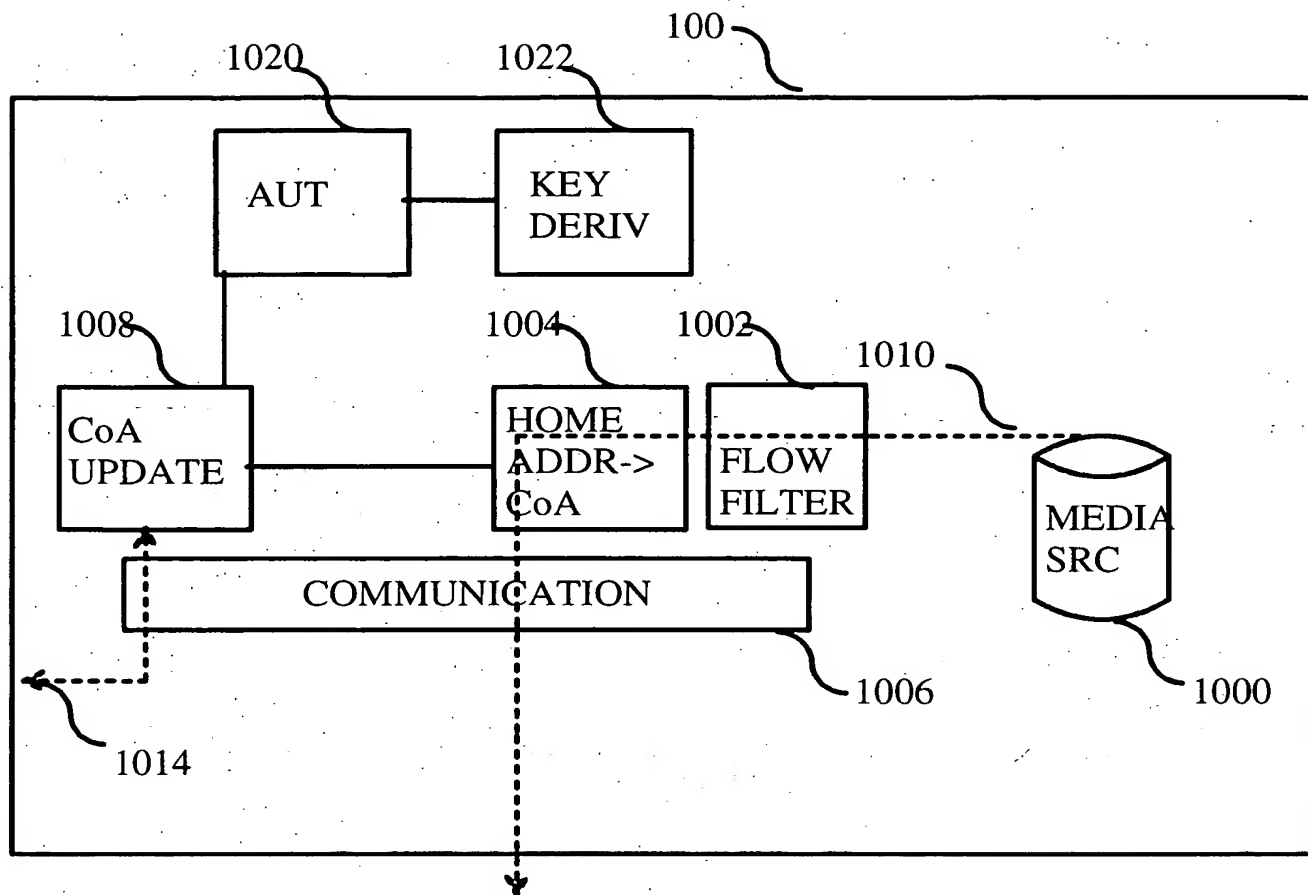 100
1020
1022
AUT
KEY
DERIV
1008
1004
1002
1010
CoA
UPDATE
HOME
ADDR->
CoA
FLOW
FILTER
MEDIA
SRC
COMMUNICATION
1006
1000
1014